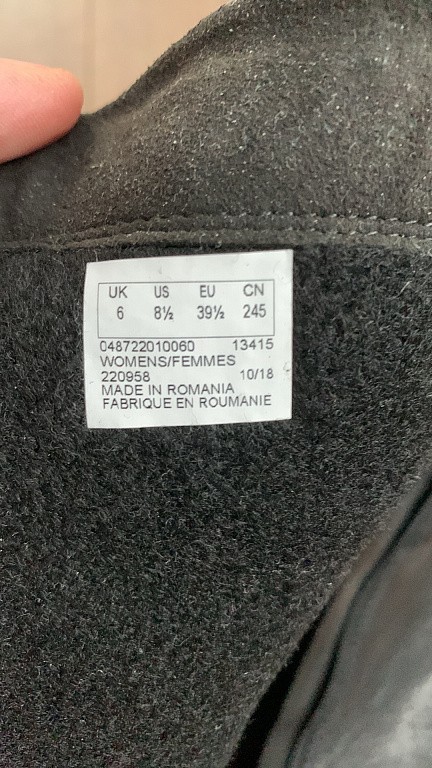 UK US EU CN
6 8½ 39½ 245
048722010060 13415
WOMENS/FEMMES
220958 10/18
MADE IN ROMANIA
FABRIQUE EN ROUMANIE